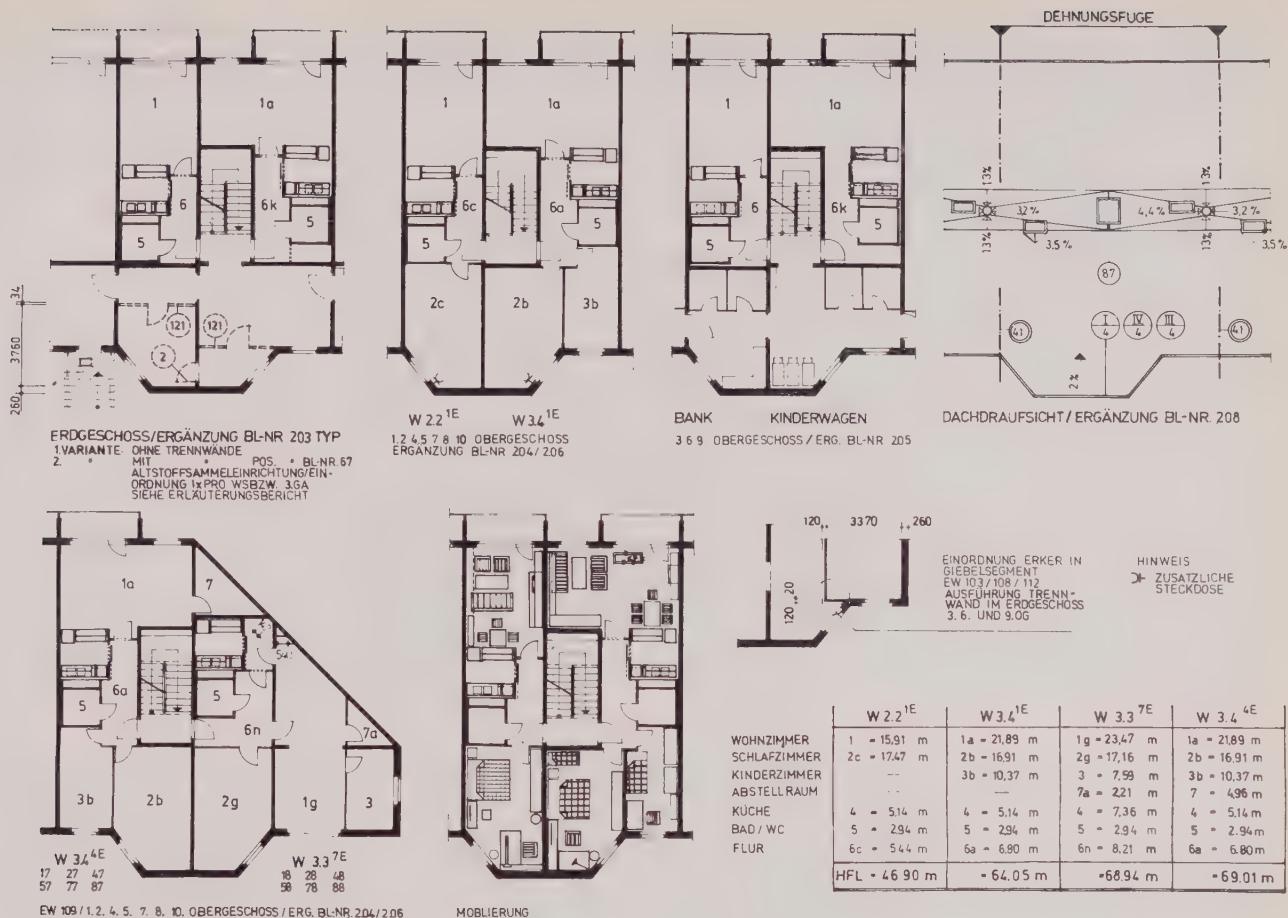 DEHNUNGSFUGE
1 1a 6 6k 5 5
121 121 2
34
3760
260
ERDGESCHOSS/ERGÄNZUNG BL-NR 203 TYP
1.VARIANTE OHNE TRENNWÄNDE
2. " MIT " POS. " BL-NR.67
ALTSTOFFSAMMELEINRICHTUNG/EIN-
ORDNUNG 1x PRO WSBZW. 3.GA
SIEHE ERLÄUTERUNGSBERICHT
1 1a 6c 6a 5 5
2c 2b 3b
W 2.2 1E W 3.4 1E
1.2 4.5 7 8 10 OBERGESCHOSS
ERGÄNZUNG BL-NR 204/206
1 1a 6 6k 5 5
BANK KINDERWAGEN
3 6 9 OBERGESCHOSS / ERG. BL-NR 205
13% 13%
3,2 % 4,4 % 3,2 %
13% 3,5 % 13% 3,5 %
87
41 I 4 IV 4 III 4 41
2 %
DACHDRAUFSICHT / ERGÄNZUNG BL-NR. 208
1a 7
6a 5 5 6n 7a
3b 2b 2g 1g 3
W 3.4 4E W 3.3 7E
17 27 47 18 28 48
57 77 87 58 78 88
EW 109 / 1. 2. 4. 5. 7. 8. 10. OBERGESCHOSS / ERG. BL-NR. 204/206
MÖBLIERUNG
120 3370 260
120 20
EINORDNUNG ERKER IN
GIEBELSEGMENT
EW 103 / 108 / 112
AUSFÜHRUNG TRENN-
WAND IM ERDGESCHOSS
3. 6. UND 9.OG
HINWEIS
ZUSATZLICHE
STECKDOSE
W 2.2 1E W 3.4 1E W 3.3 7E W 3.4 4E
WOHNZIMMER 1 = 15,91 m 1a = 21,89 m 1g = 23,47 m 1a = 21,89 m
SCHLAFZIMMER 2c = 17.47 m 2b = 16,91 m 2g = 17,16 m 2b = 16,91 m
KINDERZIMMER -- 3b = 10,37 m 3 = 7,59 m 3b = 10,37 m
ABSTELLRAUM -- -- 7a = 2,21 m 7 = 4,96 m
KÜCHE 4 = 5,14 m 4 = 5,14 m 4 = 7,36 m 4 = 5,14 m
BAD / WC 5 = 2,94 m 5 = 2,94 m 5 = 2,94 m 5 = 2.94 m
FLUR 6c = 5,44 m 6a = 6,90 m 6n = 8,21 m 6a = 6.80 m
HFL = 46.90 m = 64.05 m = 68.94 m = 69.01 m